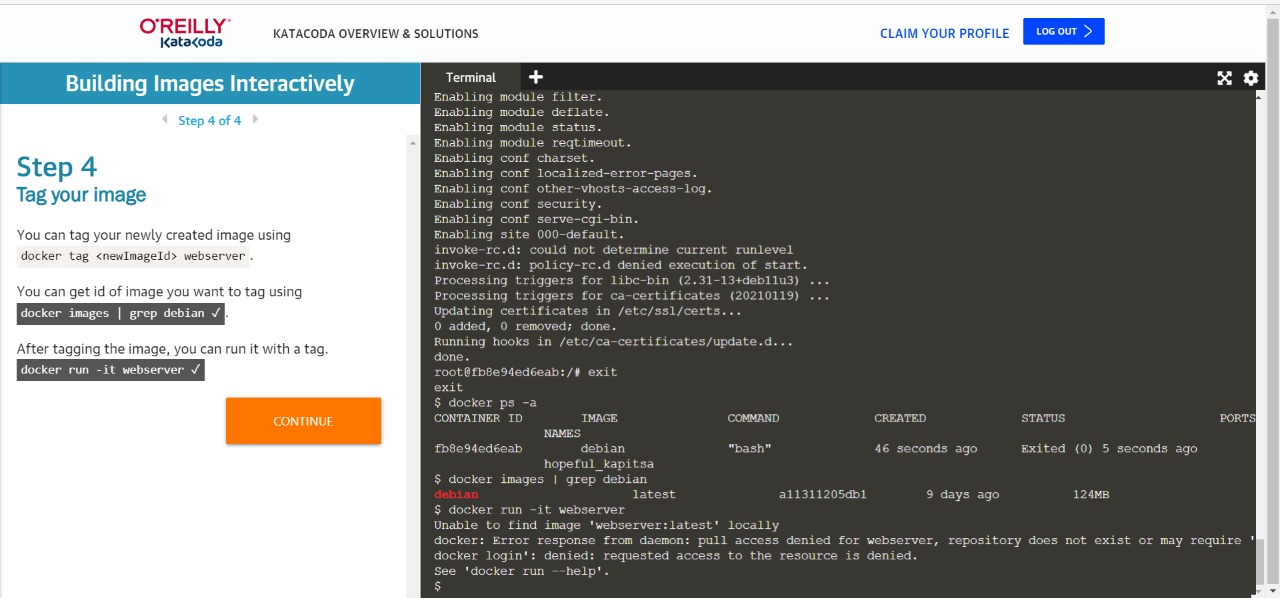 O'REILLY
Katacoda
KATACODA OVERVIEW & SOLUTIONS
CLAIM YOUR PROFILE
LOG OUT
Building Images Interactively
Step 4 of 4
Step 4
Tag your image
You can tag your newly created image using
docker tag <newImageId> webserver.
You can get id of image you want to tag using
docker images | grep debian ✓.
After tagging the image, you can run it with a tag.
docker run -it webserver ✓
CONTINUE
Terminal
Enabling module filter.
Enabling module deflate.
Enabling module status.
Enabling module reqtimeout.
Enabling conf charset.
Enabling conf localized-error-pages.
Enabling conf other-vhosts-access-log.
Enabling conf security.
Enabling conf serve-cgi-bin.
Enabling site 000-default.
invoke-rc.d: could not determine current runlevel
invoke-rc.d: policy-rc.d denied execution of start.
Processing triggers for libc-bin (2.31-13+deb11u3) ...
Processing triggers for ca-certificates (20210119) ...
Updating certificates in /etc/ssl/certs...
0 added, 0 removed; done.
Running hooks in /etc/ca-certificates/update.d...
done.
root@fb8e94ed6eab:/# exit
exit
$ docker ps -a
CONTAINER ID IMAGE COMMAND CREATED STATUS PORTS
NAMES
fb8e94ed6eab debian "bash" 46 seconds ago Exited (0) 5 seconds ago
hopeful_kapitsa
$ docker images | grep debian
debian latest a11311205db1 9 days ago 124MB
$ docker run -it webserver
Unable to find image 'webserver:latest' locally
docker: Error response from daemon: pull access denied for webserver, repository does not exist or may require '
docker login': denied: requested access to the resource is denied.
See 'docker run --help'.
$